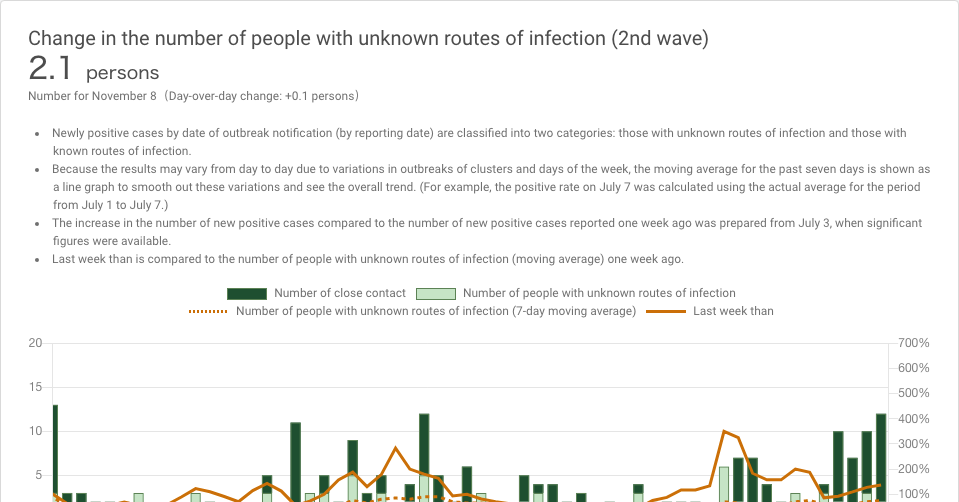 Change in the number of people with unknown routes of infection (2nd wave)
2.1 persons
Number for November 8 (Day-over-day change: +0.1 persons)
• Newly positive cases by date of outbreak notification (by reporting date) are classified into two categories: those with unknown routes of infection and those with
known routes of infection.
• Because the results may vary from day to day due to variations in outbreaks of clusters and days of the week, the moving average for the past seven days is shown as
a line graph to smooth out these variations and see the overall trend. (For example, the positive rate on July 7 was calculated using the actual average for the period
from July 1 to July 7.)
• The increase in the number of new positive cases compared to the number of new positive cases reported one week ago was prepared from July 3, when significant
figures were available.
• Last week than is compared to the number of people with unknown routes of infection (moving average) one week ago.
Number of close contact Number of people with unknown routes of infection
Number of people with unknown routes of infection (7-day moving average) Last week than
20 700%
600%
15 500%
10 400%
300%
5 200%
100%